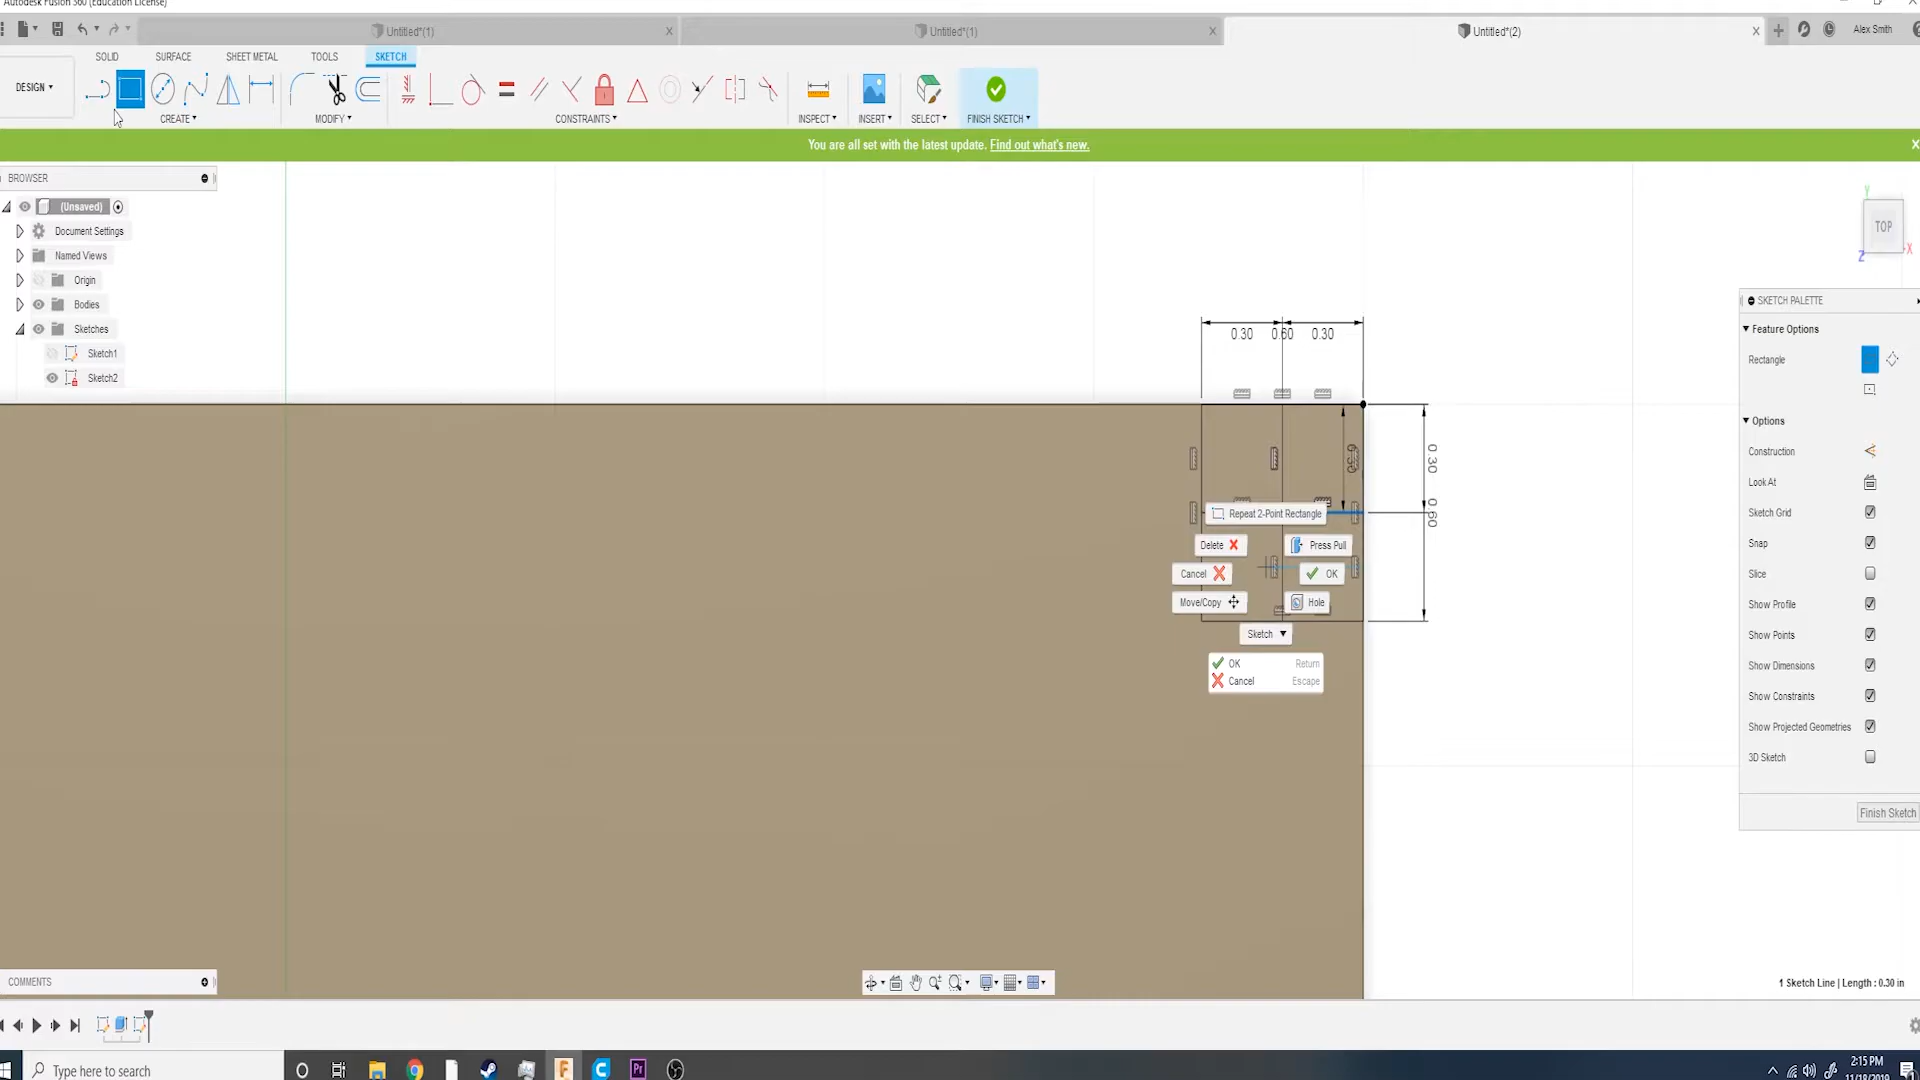 Autodesk Fusion 360 (Education License)
Untitled*(1)
Untitled*(1)
Untitled*(2)
Alex Smith
SOLID
SURFACE
SHEET METAL
TOOLS
SKETCH
DESIGN
CREATE
MODIFY
CONSTRAINTS
INSPECT
INSERT
SELECT
FINISH SKETCH
You are all set with the latest update. Find out what's new.
BROWSER
(Unsaved)
Document Settings
Named Views
Origin
Bodies
Sketches
Sketch1
Sketch2
TOP
Y
X
Z
0.30
0.60
0.30
0.30
0.30
0.60
Repeat 2-Point Rectangle
Delete
Press Pull
Cancel
OK
Move/Copy
Hole
Sketch
OK Return
Cancel Escape
SKETCH PALETTE
Feature Options
Rectangle
Options
Construction
Look At
Sketch Grid
Snap
Slice
Show Profile
Show Points
Show Dimensions
Show Constraints
Show Projected Geometries
3D Sketch
Finish Sketch
COMMENTS
1 Sketch Line | Length : 0.30 in
Type here to search
2:15 PM
11/18/2019